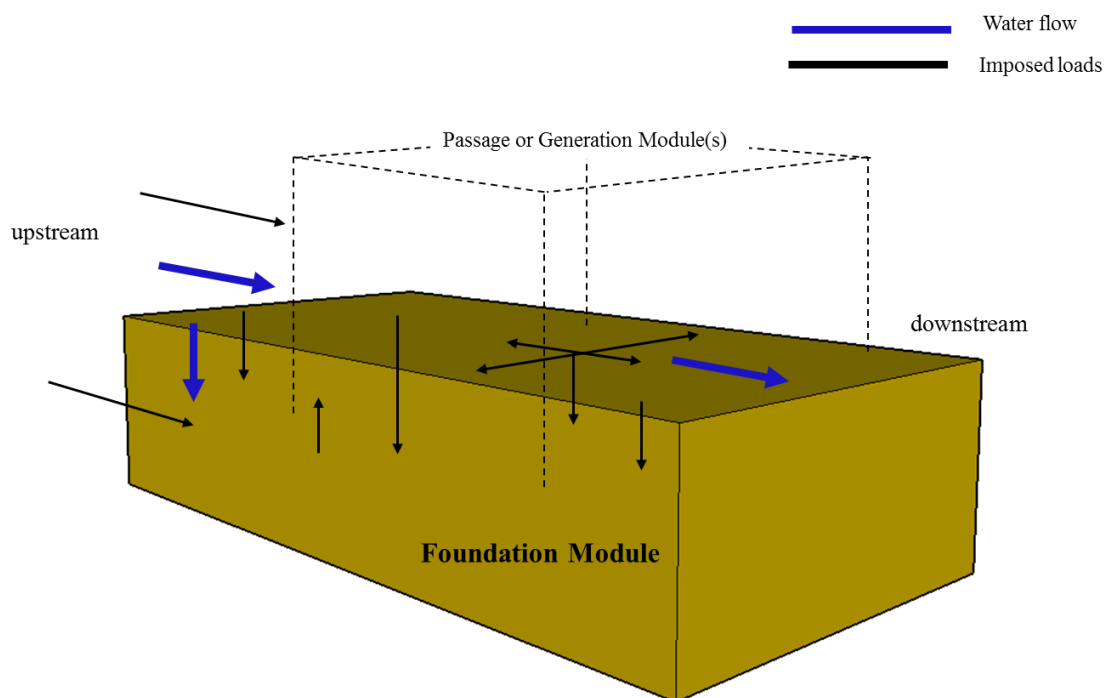 Water flow
Imposed loads
Passage or Generation Module(s)
upstream
downstream
Foundation Module